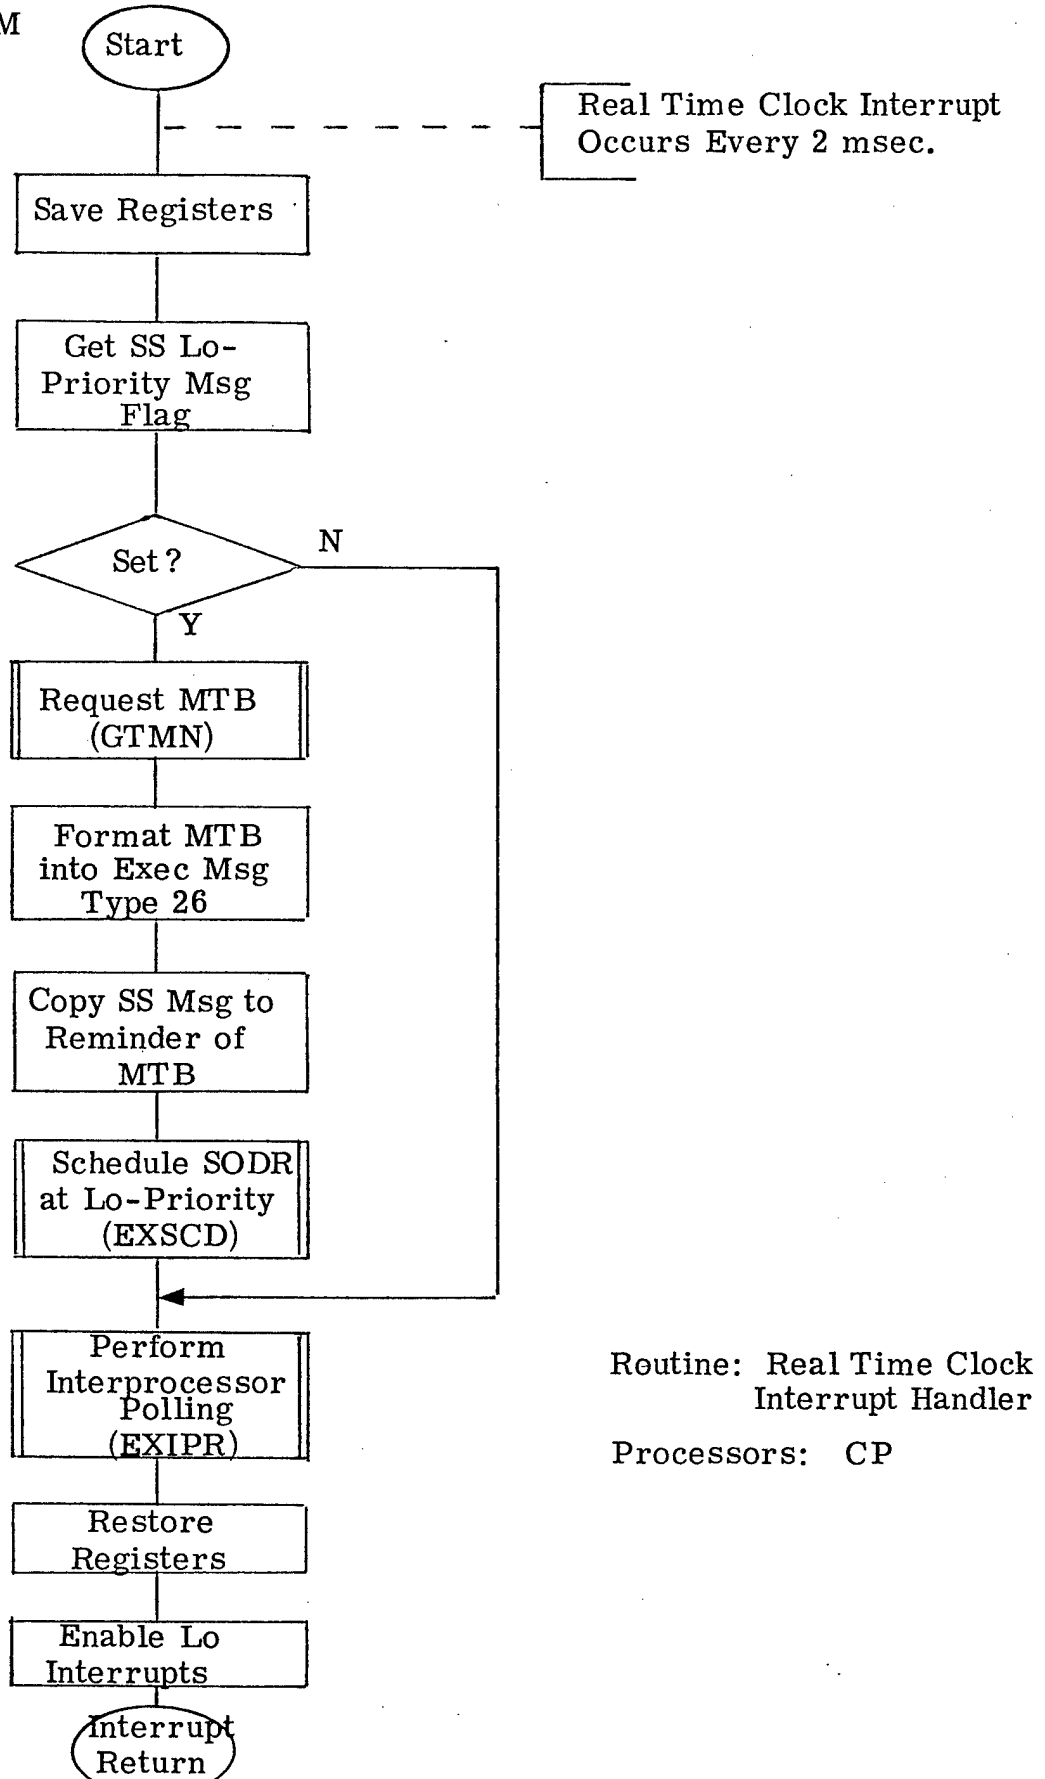 M
Start
Real Time Clock Interrupt
Occurs Every 2 msec.
Save Registers
Get SS Lo-
Priority Msg
Flag
Set?
N
Y
Request MTB
(GTMN)
Format MTB
into Exec Msg
Type 26
Copy SS Msg to
Reminder of
MTB
Schedule SODR
at Lo-Priority
(EXSCD)
Perform
Interprocessor
Polling
(EXIPR)
Routine: Real Time Clock
Interrupt Handler
Processors: CP
Restore
Registers
Enable Lo
Interrupts
Interrupt
Return